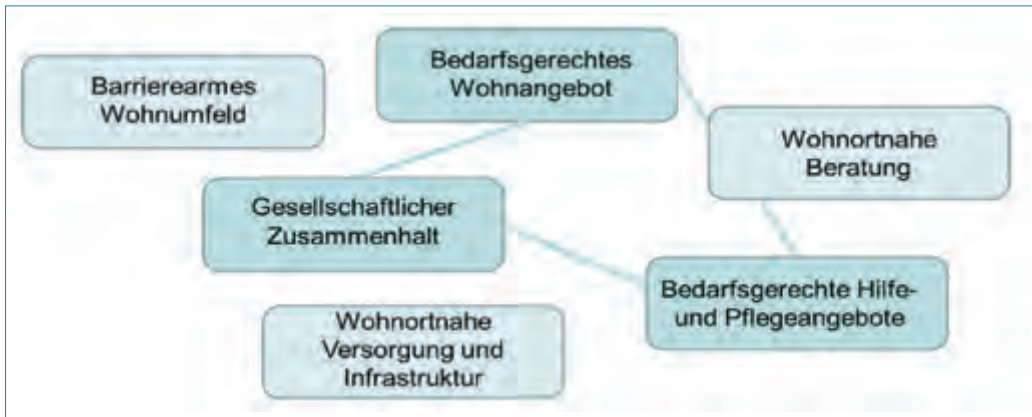 Barrierearmes
Wohnumfeld
Bedarfsgerechtes
Wohnangebot
Wohnortnahe
Beratung
Gesellschaftlicher
Zusammenhalt
Bedarfsgerechte Hilfe-
und Pflegeangebote
Wohnortnahe
Versorgung und
Infrastruktur